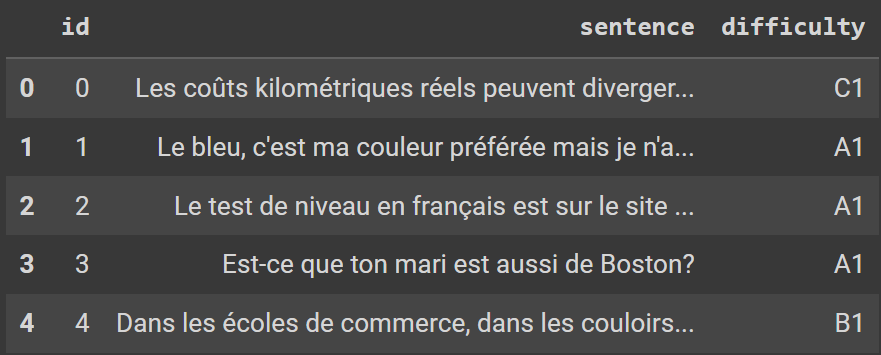 id sentence difficulty
0 0 Les coûts kilométriques réels peuvent diverger... C1
1 1 Le bleu, c'est ma couleur préférée mais je n'a... A1
2 2 Le test de niveau en français est sur le site ... A1
3 3 Est-ce que ton mari est aussi de Boston? A1
4 4 Dans les écoles de commerce, dans les couloirs... B1